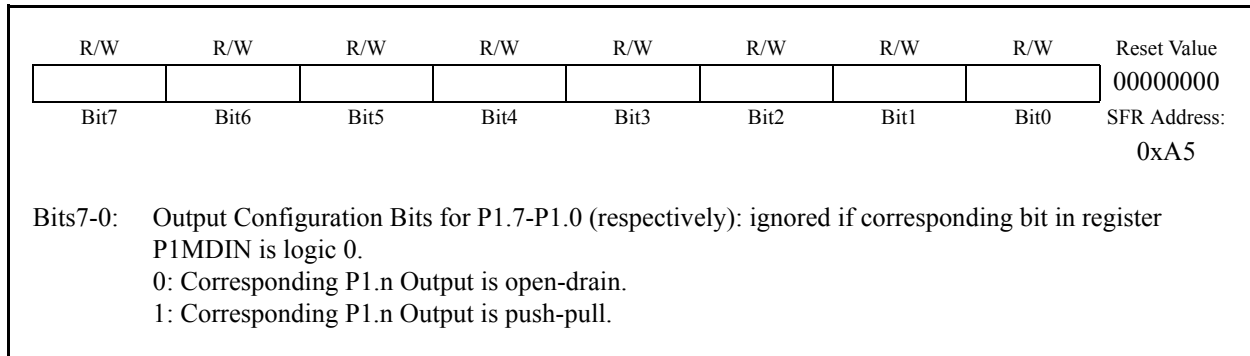 R/W R/W R/W R/W R/W R/W R/W R/W Reset Value
00000000
Bit7 Bit6 Bit5 Bit4 Bit3 Bit2 Bit1 Bit0 SFR Address:
0xA5
Bits7-0: Output Configuration Bits for P1.7-P1.0 (respectively): ignored if corresponding bit in register
P1MDIN is logic 0.
0: Corresponding P1.n Output is open-drain.
1: Corresponding P1.n Output is push-pull.